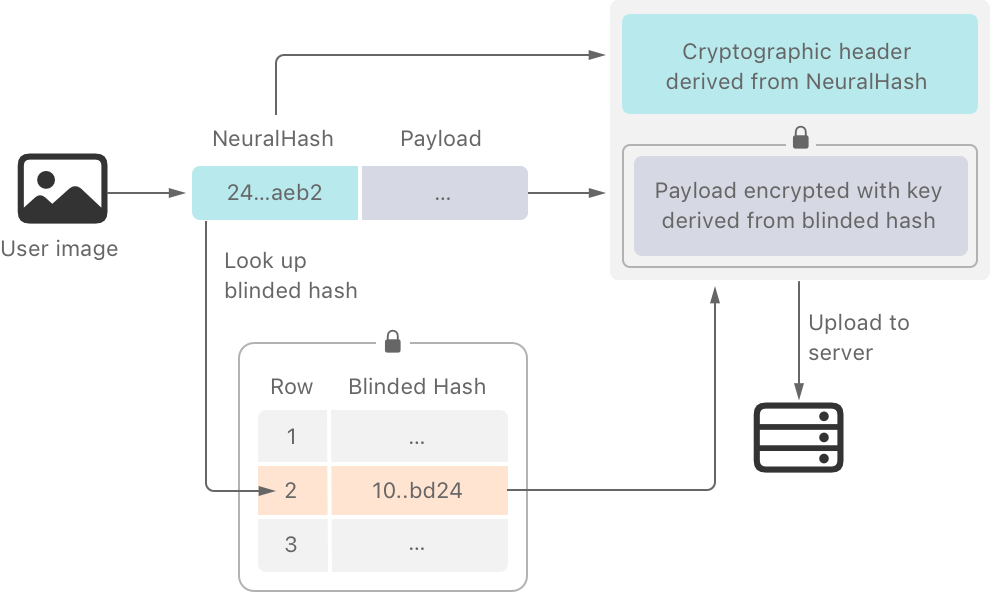 Cryptographic header
derived from NeuralHash
NeuralHash
Payload
24...aeb2
...
Payload encrypted with key
derived from blinded hash
User image
Look up
blinded hash
Upload to
server
Row
Blinded Hash
1
...
2
10..bd24
3
...